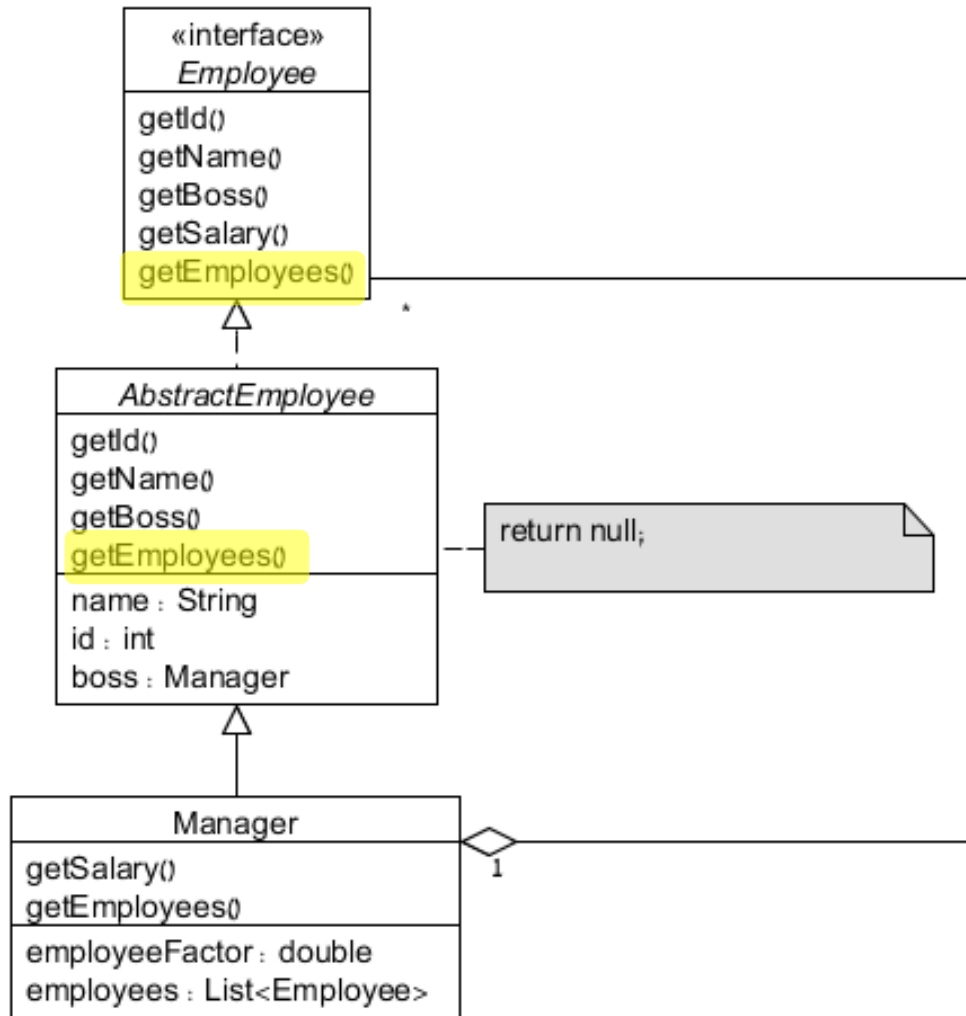 «interface»
Employee
getId()
getName()
getBoss()
getSalary()
getEmployees()
*
AbstractEmployee
getId()
getName()
getBoss()
getEmployees()
return null;
name : String
id : int
boss : Manager
Manager
1
getSalary()
getEmployees()
employeeFactor : double
employees : List<Employee>